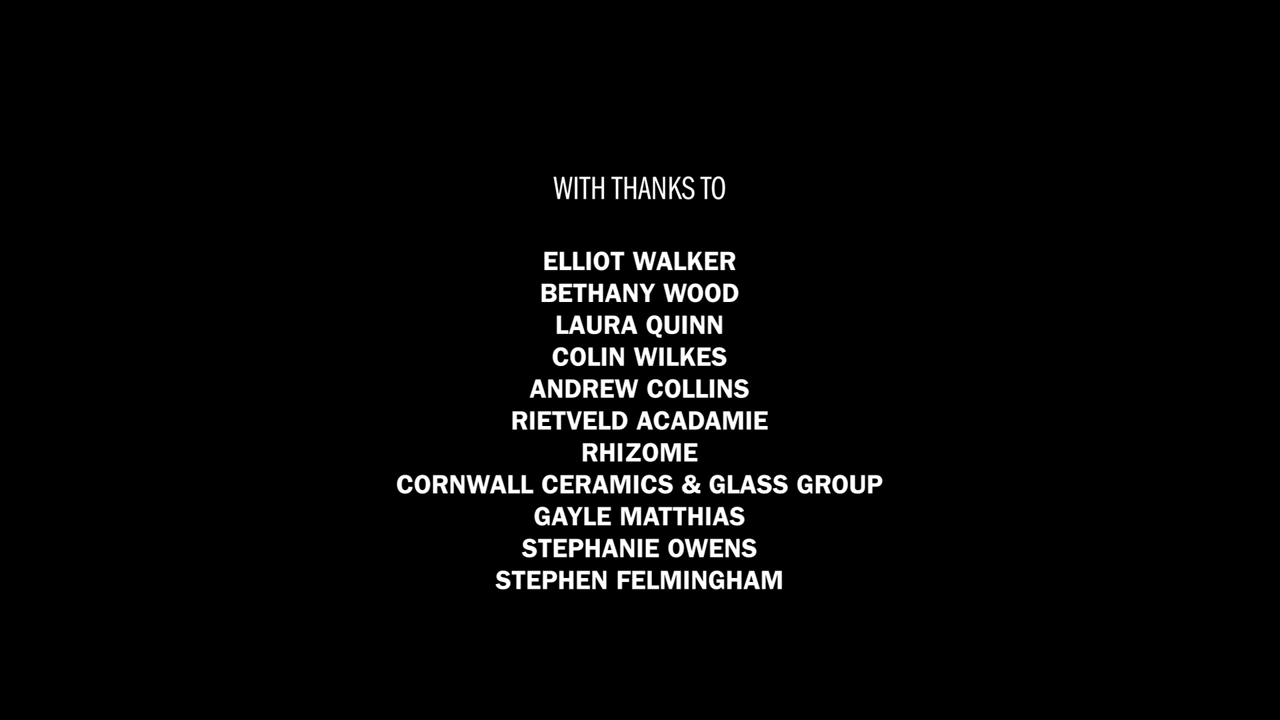 WITH THANKS TO
ELLIOT WALKER
BETHANY WOOD
LAURA QUINN
COLIN WILKES
ANDREW COLLINS
RIETVELD ACADAMIE
RHIZOME
CORNWALL CERAMICS & GLASS GROUP
GAYLE MATTHIAS
STEPHANIE OWENS
STEPHEN FELMINGHAM